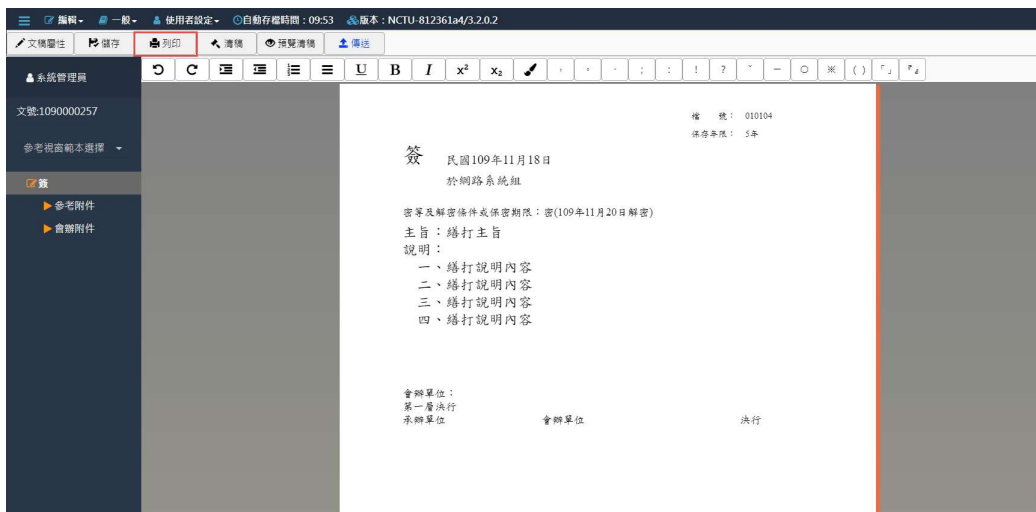 編輯 一般 使用者設定 自動存檔時間：09:53 版本：NCTU-812361a4/3.2.0.2
文稿屬性 儲存 列印 清稿 預覽清稿 傳送
系統管理員
U B I x² x₂ ， 。 、 ； ： ！ ？ ˇ － ○ ※ ( ) 「」 『』
文號:1090000257
參考視窗範本選擇
簽
參考附件
會辦附件
檔 號： 010104
保存年限： 5年
簽 民國109年11月18日
於網路系統組
密等及解密條件或保密期限：密(109年11月20日解密)
主旨：繕打主旨
說明：
一、繕打說明內容
二、繕打說明內容
三、繕打說明內容
四、繕打說明內容
會辦單位：
第一層決行
承辦單位 會辦單位 決行